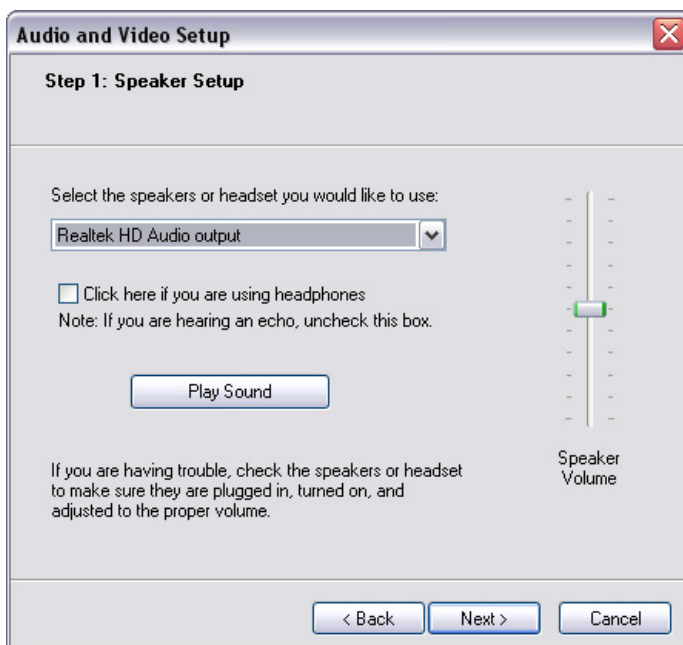 Audio and Video Setup
Step 1: Speaker Setup
Select the speakers or headset you would like to use:
Realtek HD Audio output
Click here if you are using headphones
Note: If you are hearing an echo, uncheck this box.
Play Sound
If you are having trouble, check the speakers or headset
to make sure they are plugged in, turned on, and
adjusted to the proper volume.
Speaker
Volume
< Back
Next >
Cancel